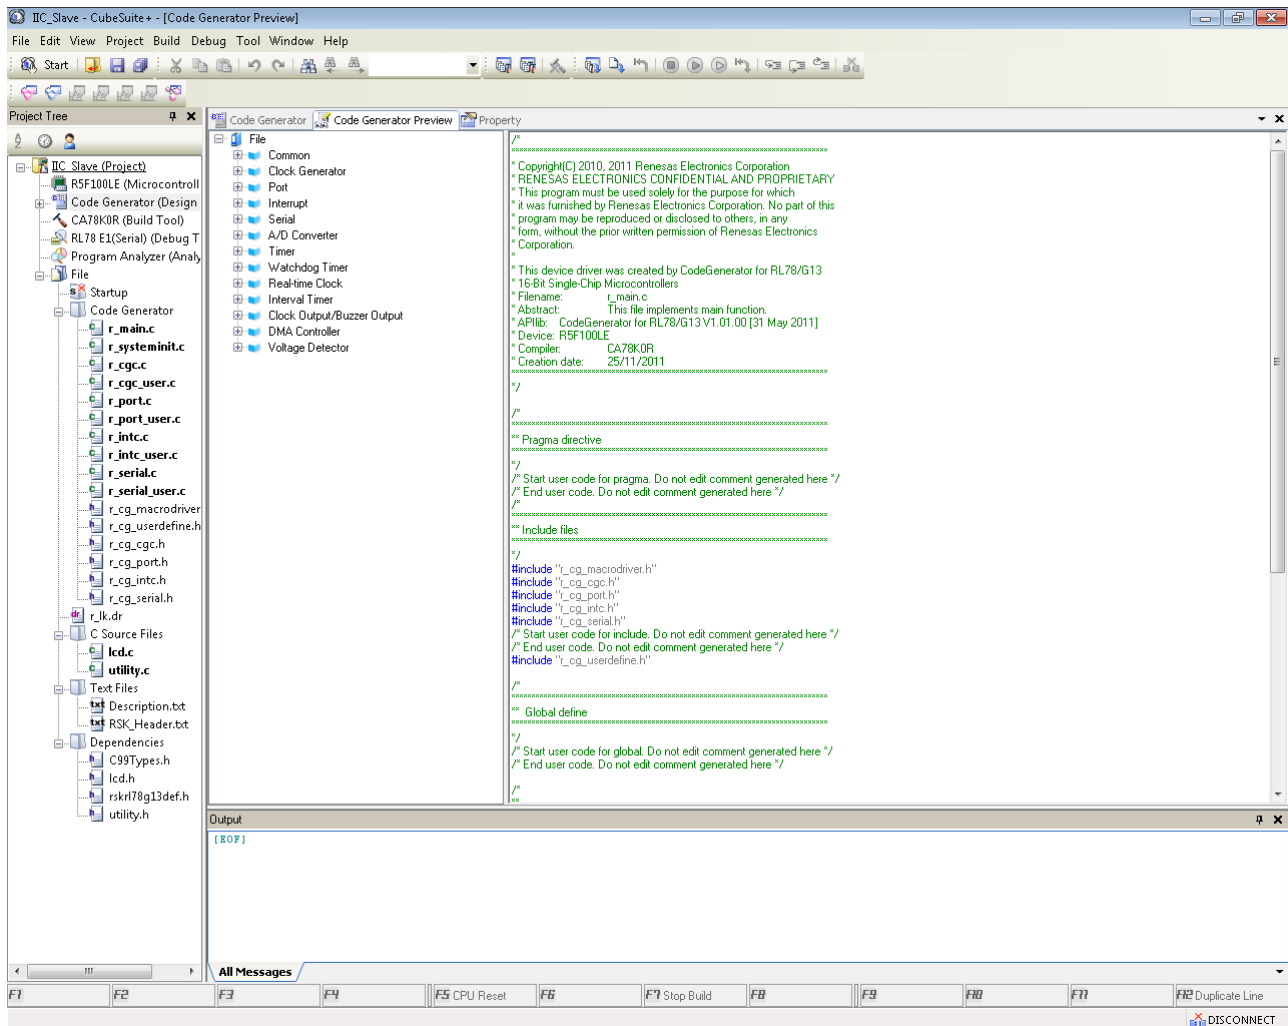 IIC_Slave - CubeSuite+ - [Code Generator Preview]
File Edit View Project Build Debug Tool Window Help
Start
Project Tree
IIC_Slave (Project)
R5F100LE (Microcontroll
Code Generator (Design
CA78K0R (Build Tool)
RL78 E1(Serial) (Debug T
Program Analyzer (Analy
File
Startup
Code Generator
r_main.c
r_systeminit.c
r_cgc.c
r_cgc_user.c
r_port.c
r_port_user.c
r_intc.c
r_intc_user.c
r_serial.c
r_serial_user.c
r_cg_macrodriver
r_cg_userdefine.h
r_cg_cgc.h
r_cg_port.h
r_cg_intc.h
r_cg_serial.h
r_lk.dr
C Source Files
lcd.c
utility.c
Text Files
Description.txt
RSK_Header.txt
Dependencies
C99Types.h
lcd.h
rskrl78g13def.h
utility.h
Code Generator Code Generator Preview Property
File
Common
Clock Generator
Port
Interrupt
Serial
A/D Converter
Timer
Watchdog Timer
Real-time Clock
Interval Timer
Clock Output/Buzzer Output
DMA Controller
Voltage Detector
/*
* Copyright(C) 2010, 2011 Renesas Electronics Corporation
* RENESAS ELECTRONICS CONFIDENTIAL AND PROPRIETARY
* This program must be used solely for the purpose for which
* it was furnished by Renesas Electronics Corporation. No part of this
* program may be reproduced or disclosed to others, in any
* form, without the prior written permission of Renesas Electronics
* Corporation.
*
* This device driver was created by CodeGenerator for RL78/G13
* 16-Bit Single-Chip Microcontrollers
* Filename: r_main.c
* Abstract: This file implements main function.
* APIlib: CodeGenerator for RL78/G13 V1.01.00 [31 May 2011]
* Device: R5F100LE
* Compiler: CA78K0R
* Creation date: 25/11/2011
*/
/*
** Pragma directive
*/
/* Start user code for pragma. Do not edit comment generated here */
/* End user code. Do not edit comment generated here */
/*
** Include files
*/
#include "r_cg_macrodriver.h"
#include "r_cg_cgc.h"
#include "r_cg_port.h"
#include "r_cg_intc.h"
#include "r_cg_serial.h"
/* Start user code for include. Do not edit comment generated here */
/* End user code. Do not edit comment generated here */
#include "r_cg_userdefine.h"
/*
** Global define
*/
/* Start user code for global. Do not edit comment generated here */
/* End user code. Do not edit comment generated here */
/*
**
Output
[EOF]
All Messages
F1 F2 F3 F4 F5 CPU Reset F6 F7 Stop Build F8 F9 F10 F11 F12 Duplicate Line
DISCONNECT